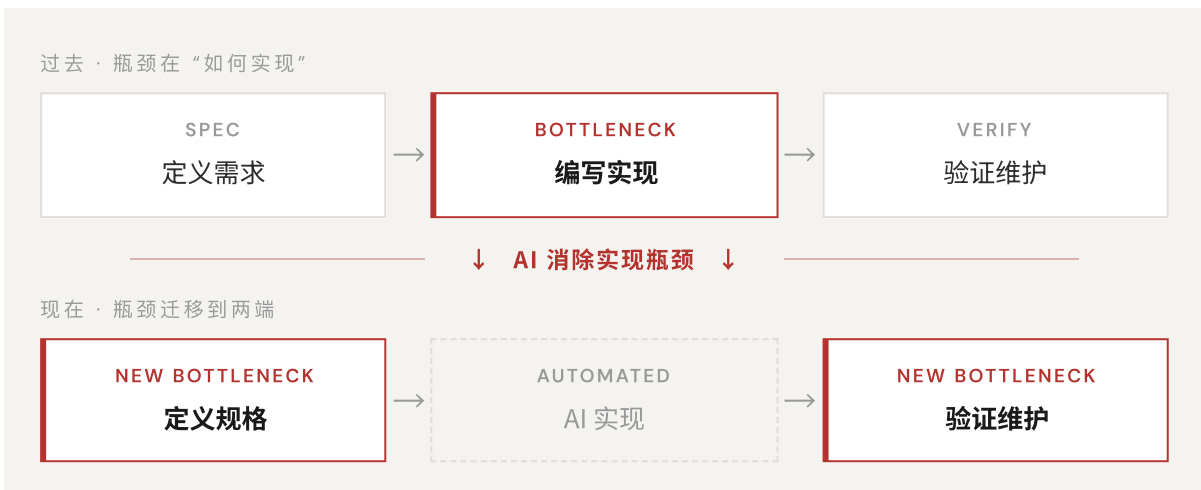 过去 · 瓶颈在 “如何实现”
SPEC
定义需求
BOTTLENECK
编写实现
VERIFY
验证维护
↓ AI 消除实现瓶颈 ↓
现在 · 瓶颈迁移到两端
NEW BOTTLENECK
定义规格
AUTOMATED
AI 实现
NEW BOTTLENECK
验证维护